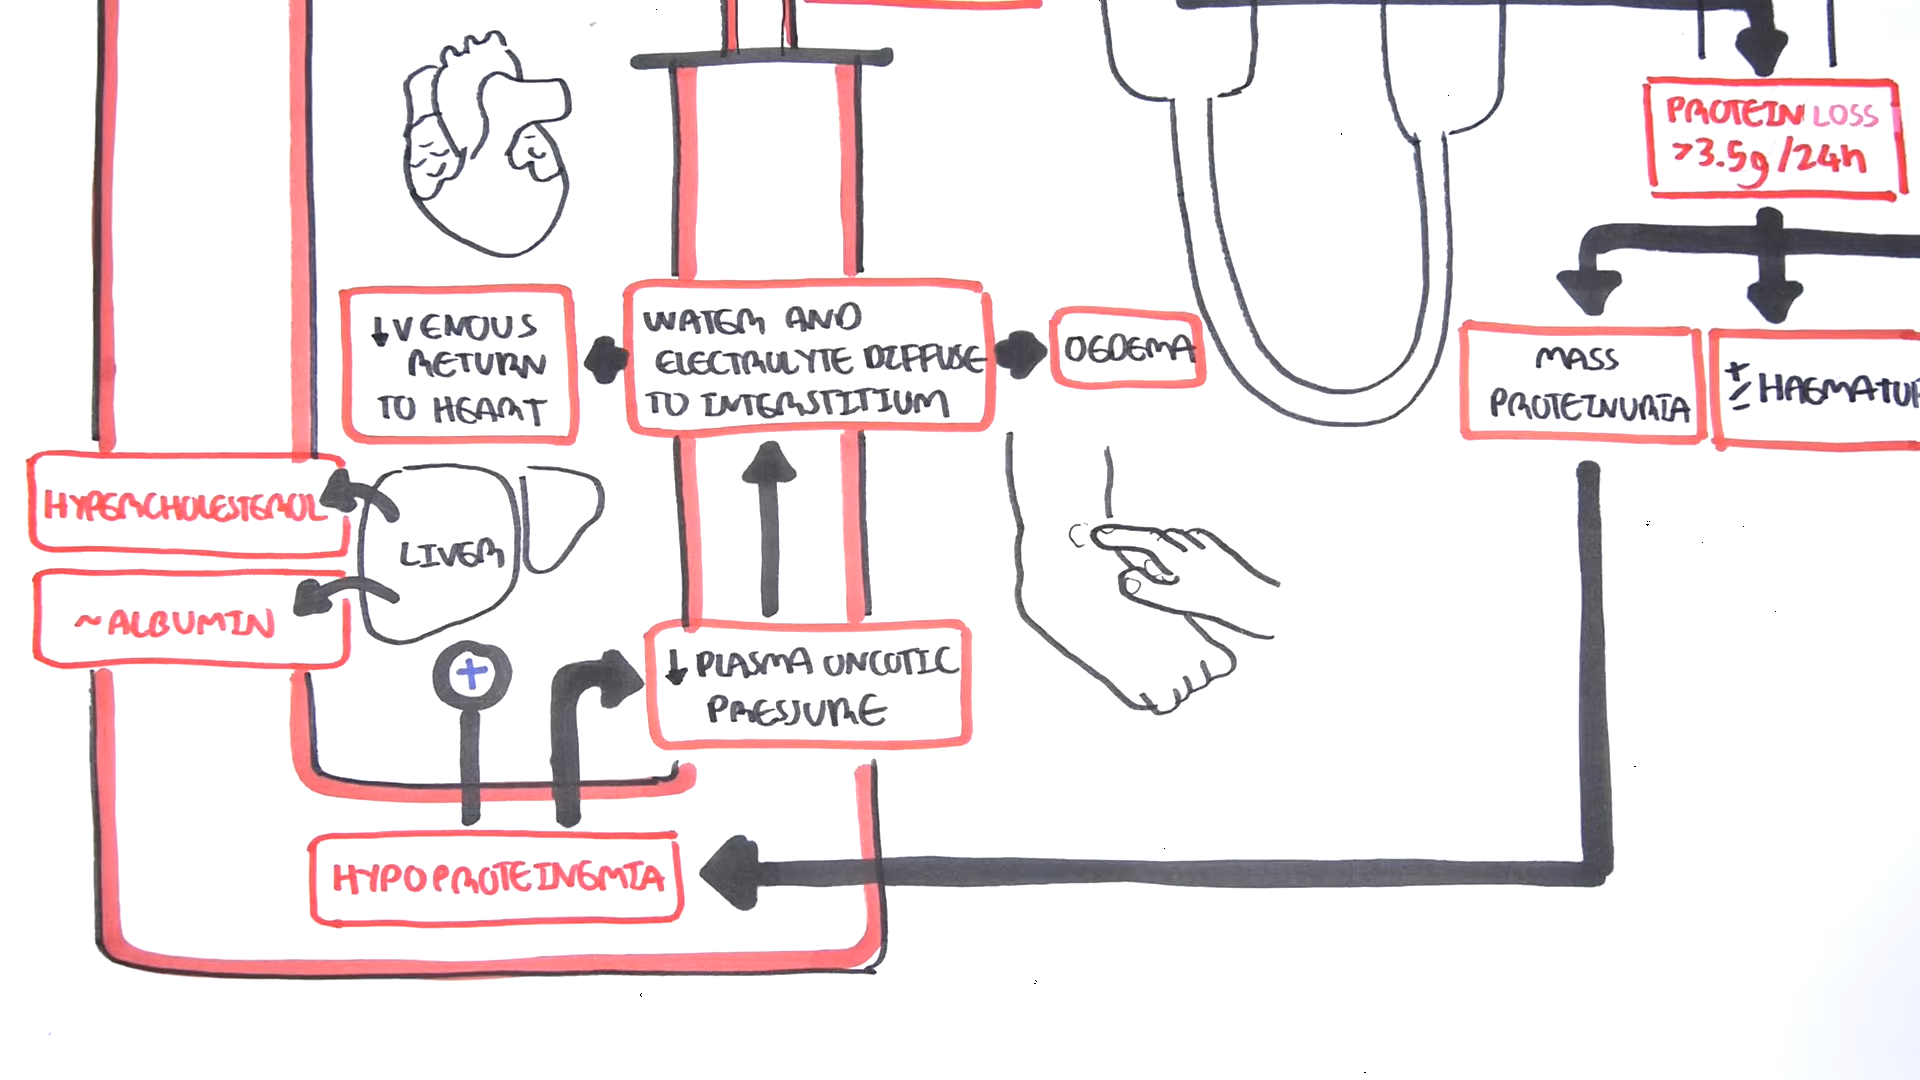 PROTEIN LOSS
>3.5g/24h
↓VENOUS
RETURN
TO HEART
WATER AND
ELECTROLYTE DIFFUSE
TO INTERSTITIUM
OEDEMA
MASS
PROTEINURIA
+/- HAEMATUR
HYPERCHOLESTEROL
LIVER
~ALBUMIN
+
↓ PLASMA ONCOTIC
PRESSURE
HYPOPROTEINEMIA